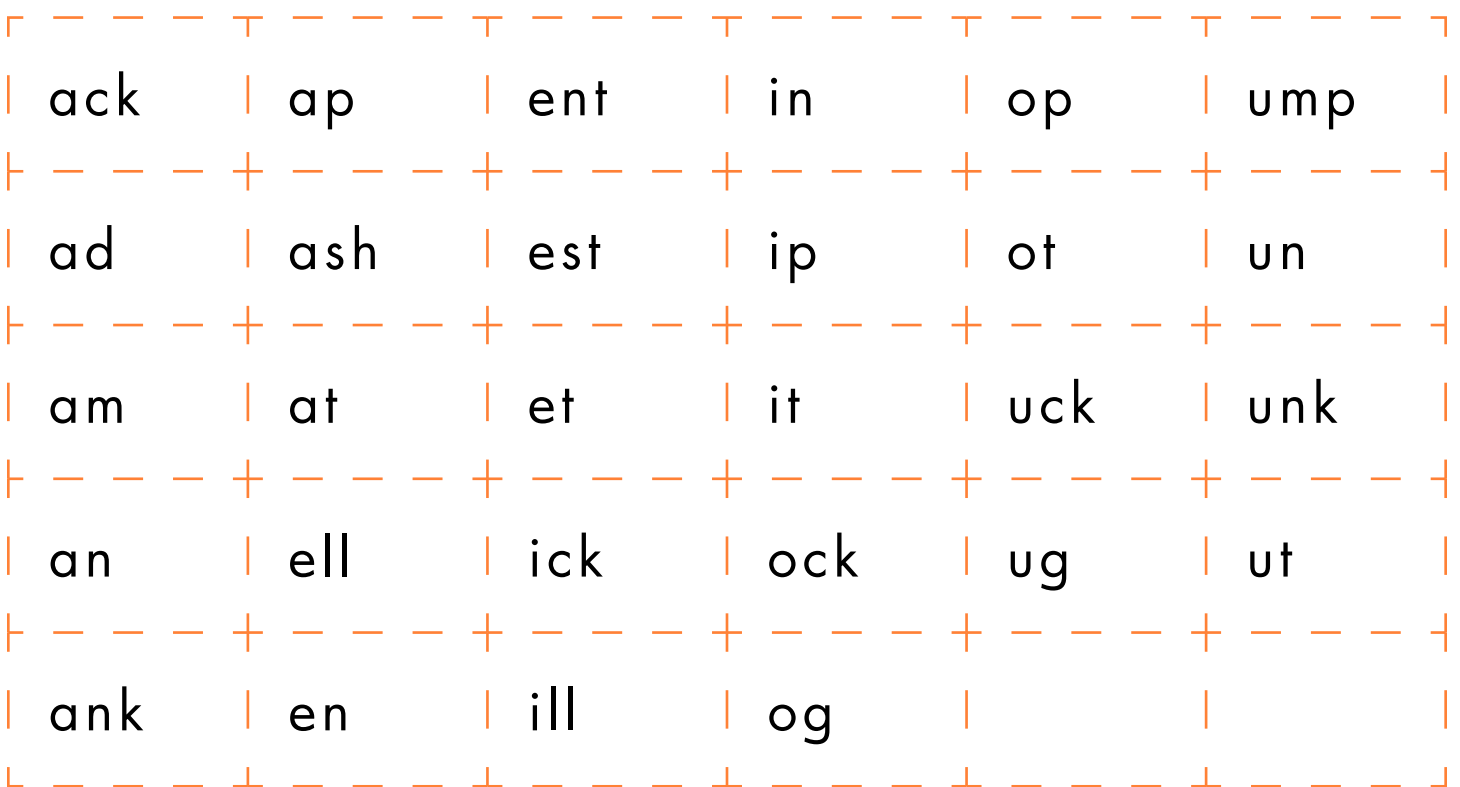 ack ap ent in op ump
ad ash est ip ot un
am at et it uck unk
an ell ick ock ug ut
ank en ill og